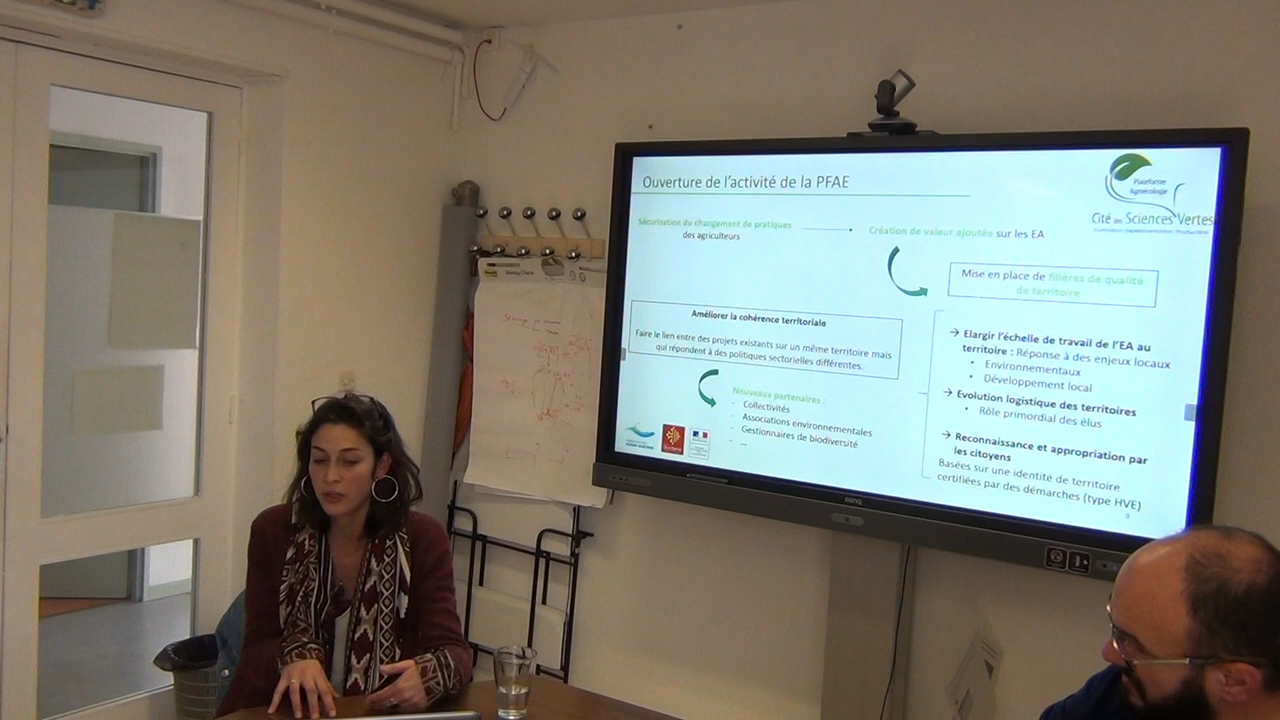 Ouverture de l'activité de la PFAE
Plateforme
Agroécologie
Cité des Sciences Vertes
Sécurisation du changement de pratiques
des agriculteurs
Création de valeur ajoutée sur les EA
Mise en place de filières de qualité
de territoire
Améliorer la cohérence territoriale
Faire le lien entre des projets existants sur un même territoire mais
qui répondent à des politiques sectorielles différentes.
Nouveaux partenaires :
- Collectivités
- Associations environnementales
- Gestionnaires de biodiversité
- ...
→ Elargir l'échelle de travail de l'EA au
territoire : Réponse à des enjeux locaux
• Environnementaux
• Développement local
→ Evolution logistique des territoires
• Rôle primordial des élus
→ Reconnaissance et appropriation par
les citoyens
Basées sur une identité de territoire
certifiées par des démarches (type HVE)
8
BenQ